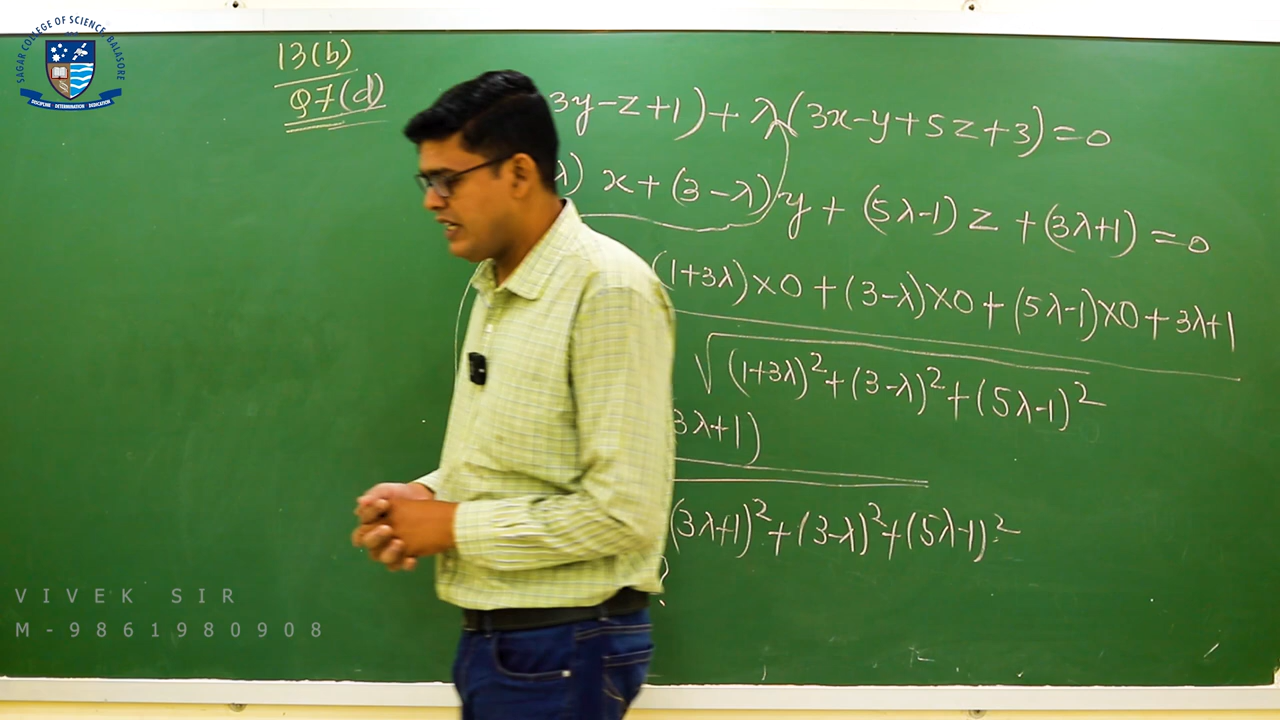 SAGAR COLLEGE OF SCIENCE, BALASORE
DISCIPLINE DETERMINATION DEDICATION
13(b)
Q7(d)
3y-z+1)+λ(3x-y+5z+3)=0
λ) x+(3-λ)y+(5λ-1)z+(3λ+1)=0
(1+3λ)×0+(3-λ)×0+(5λ-1)×0+3λ+1
√(1+3λ)²+(3-λ)²+(5λ-1)²
3λ+1)
(3λ+1)²+(3-λ)²+(5λ-1)²
VIVEK SIR
M-9861980908